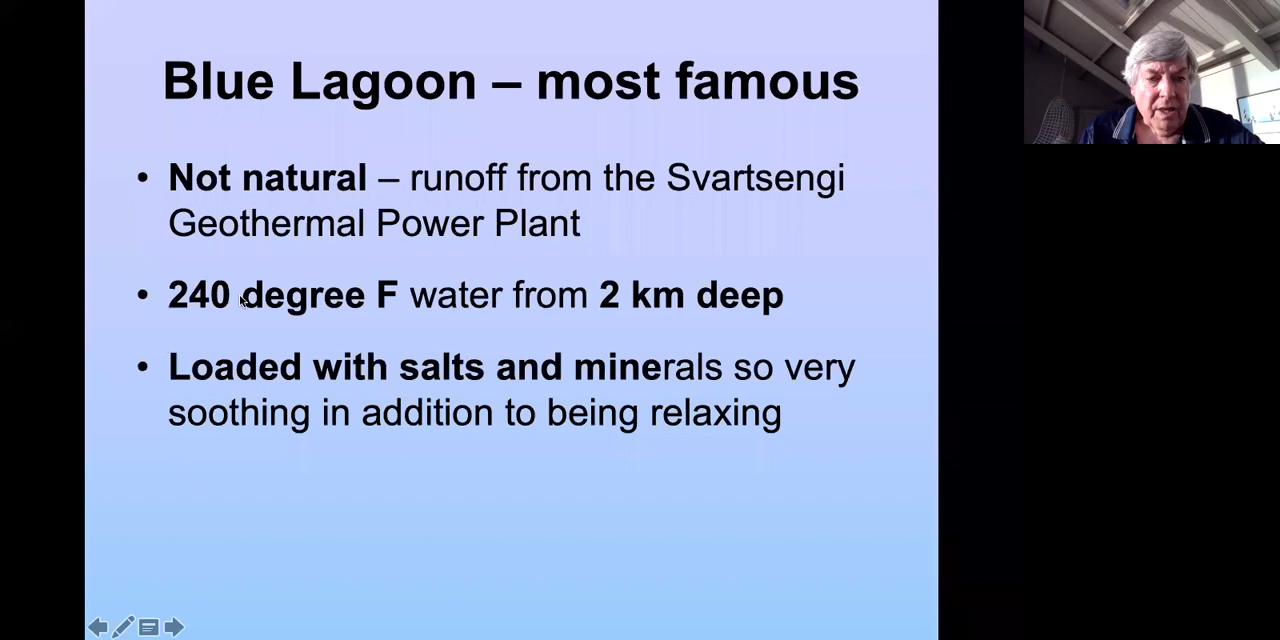 Blue Lagoon – most famous
• Not natural – runoff from the Svartsengi
Geothermal Power Plant
• 240 degree F water from 2 km deep
• Loaded with salts and minerals so very
soothing in addition to being relaxing